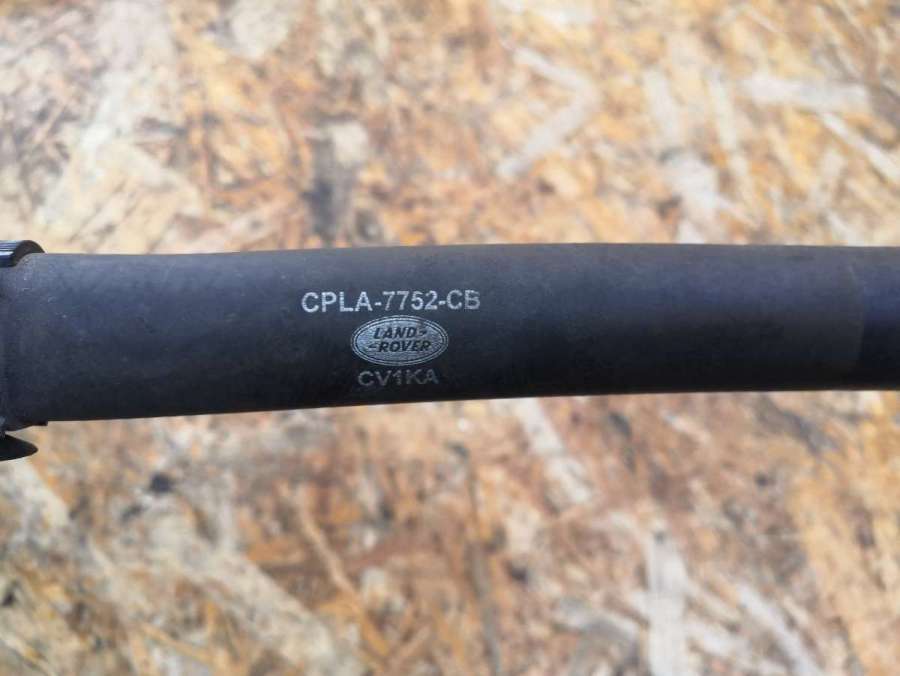 CPLA-7752-CB
LAND-
-ROVER
CV1KA